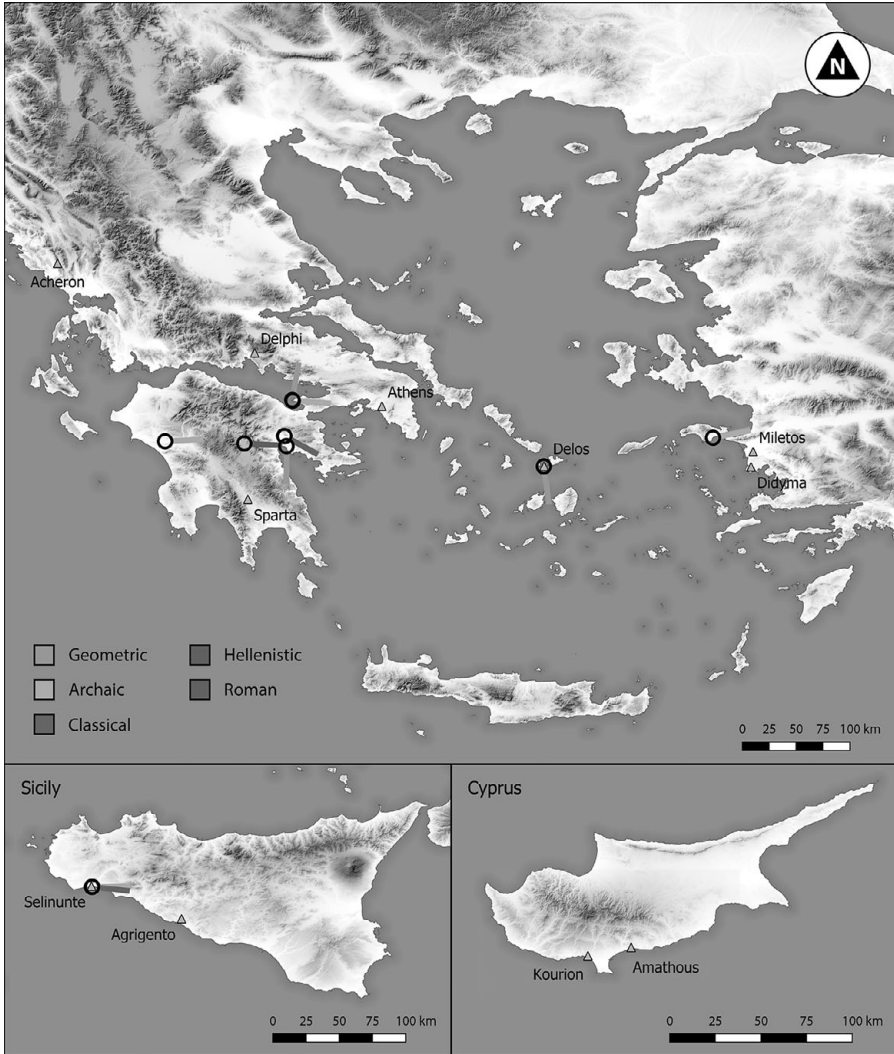 N
Acheron
Delphi
Athens
Delos
Miletos
Didyma
Sparta
Geometric
Hellenistic
Archaic
Roman
Classical
0 25 50 75 100 km
Sicily
Selinunte
Agrigento
0 25 50 75 100 km
Cyprus
Kourion
Amathous
0 25 50 75 100 km